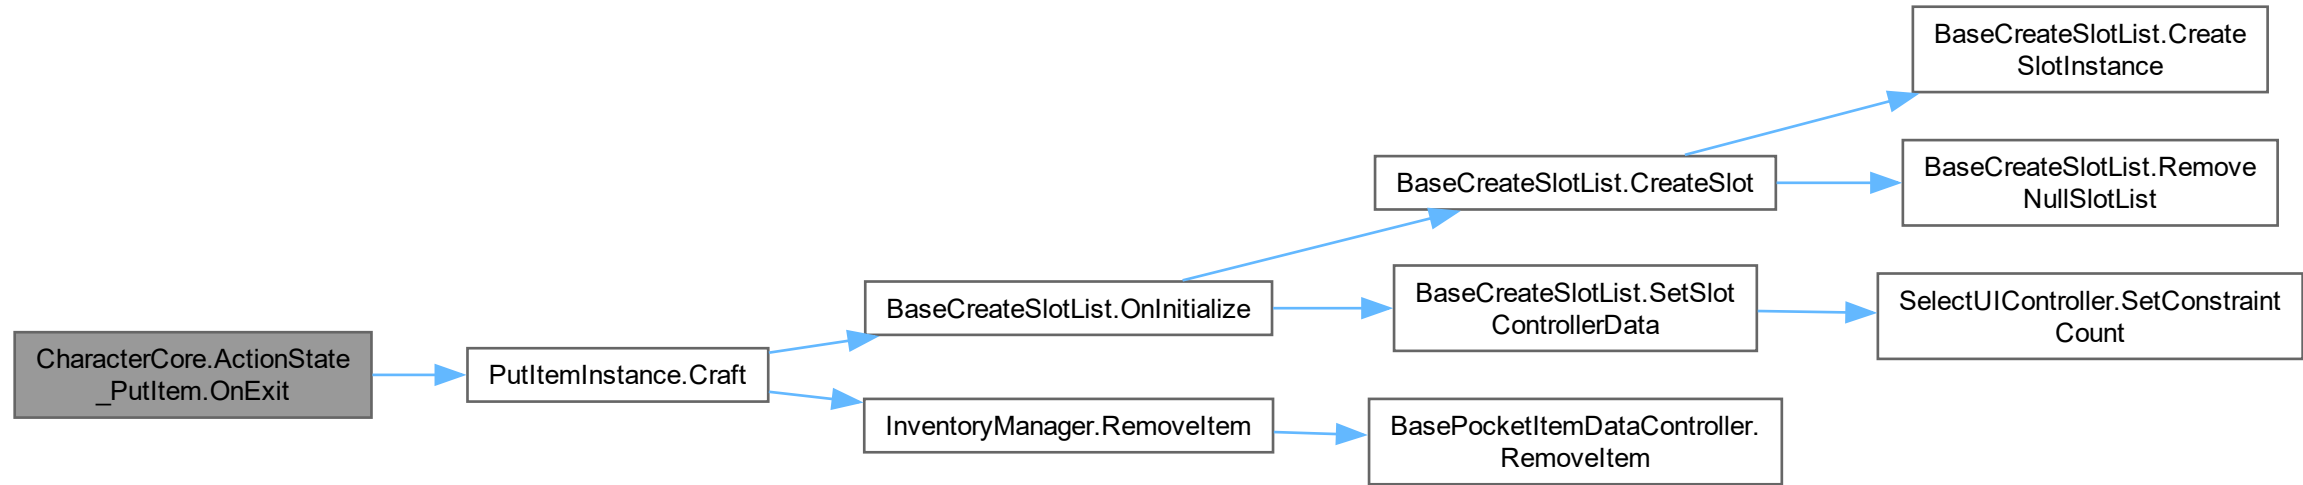 BaseCreateSlotList.Create
SlotInstance
BaseCreateSlotList.CreateSlot
BaseCreateSlotList.Remove
NullSlotList
BaseCreateSlotList.OnInitialize
BaseCreateSlotList.SetSlot
ControllerData
SelectUIController.SetConstraint
Count
CharacterCore.ActionState
_PutItem.OnExit
PutItemInstance.Craft
InventoryManager.RemoveItem
BasePocketItemDataController.
RemoveItem